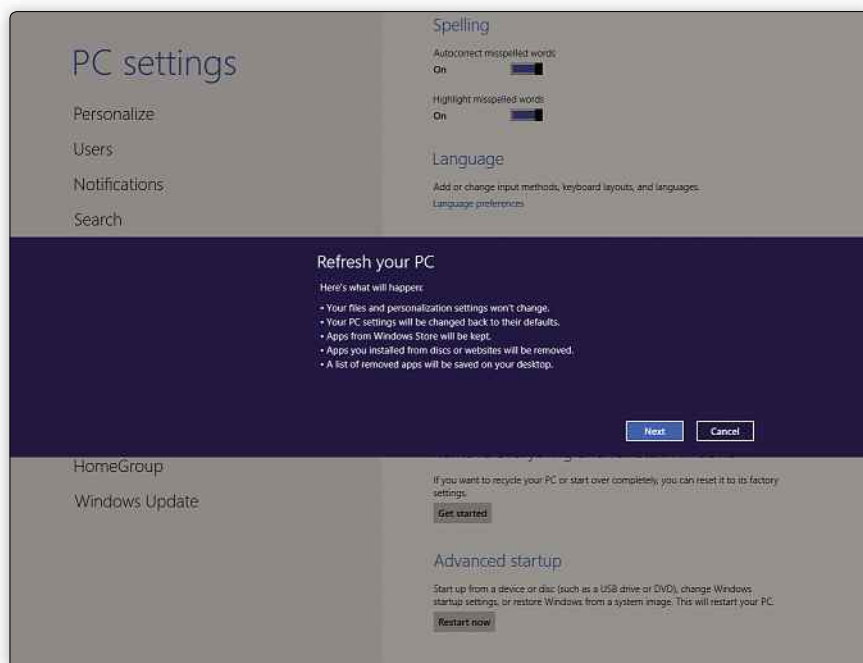 PC settings
Personalize
Users
Notifications
Search
HomeGroup
Windows Update
Spelling
Autocorrect misspelled words
On
Highlight misspelled words
On
Language
Add or change input methods, keyboard layouts, and languages.
Language preferences
Refresh your PC
Here's what will happen:
• Your files and personalization settings won't change.
• Your PC settings will be changed back to their defaults.
• Apps from Windows Store will be kept.
• Apps you installed from discs or websites will be removed.
• A list of removed apps will be saved on your desktop.
Next
Cancel
If you want to recycle your PC or start over completely, you can reset it to its factory
settings.
Get started
Advanced startup
Start up from a device or disc (such as a USB drive or DVD), change Windows
startup settings, or restore Windows from a system image. This will restart your PC.
Restart now